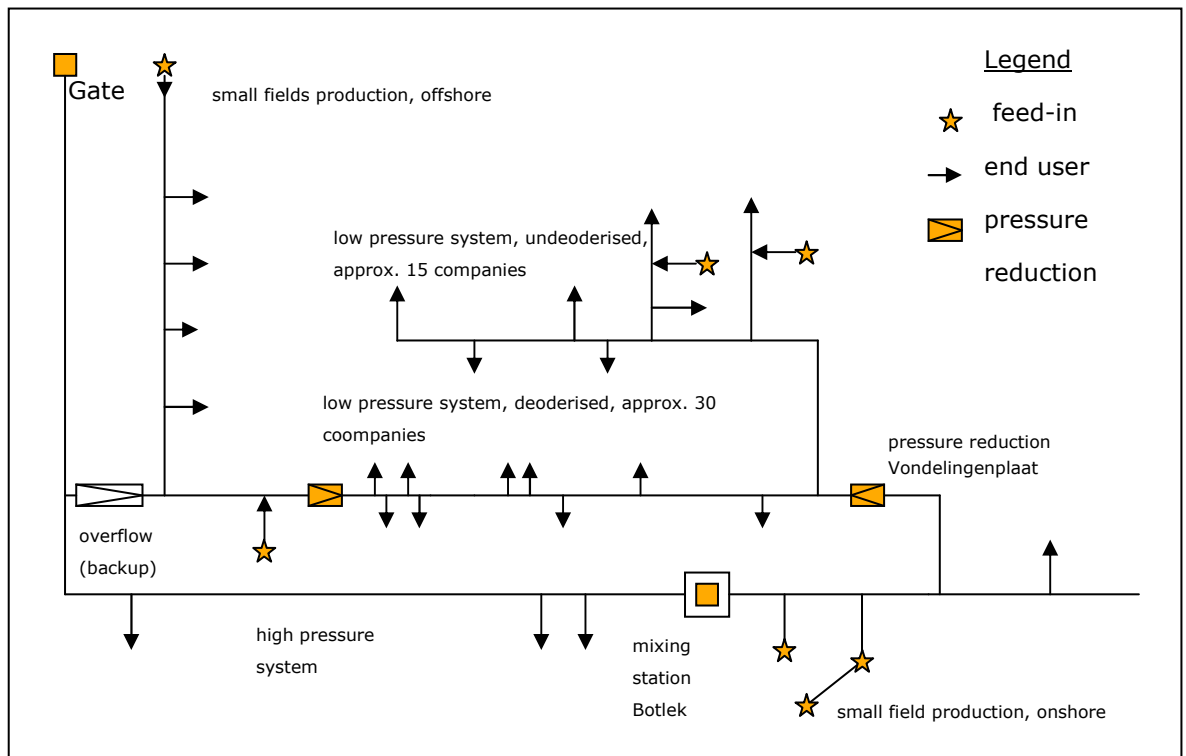 Gate
small fields production, offshore
Legend
feed-in
end user
pressure
reduction
low pressure system, undeoderised,
approx. 15 companies
low pressure system, deoderised, approx. 30
coompanies
pressure reduction
Vondelingenplaat
overflow
(backup)
high pressure
system
mixing
station
Botlek
small field production, onshore